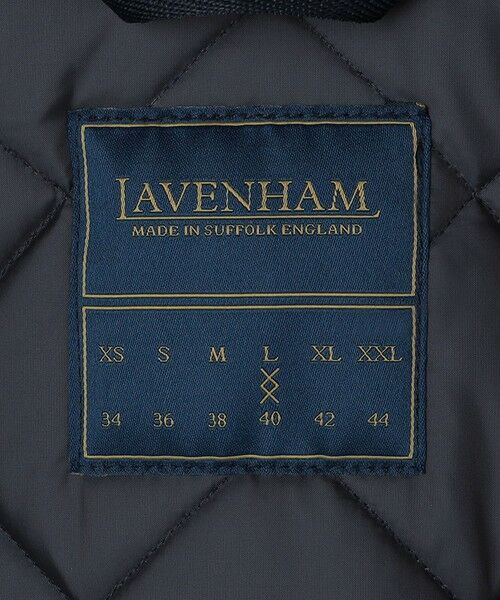 LAVENHAM
MADE IN SUFFOLK ENGLAND
XS S M L XL XXL
34 36 38 40 42 44